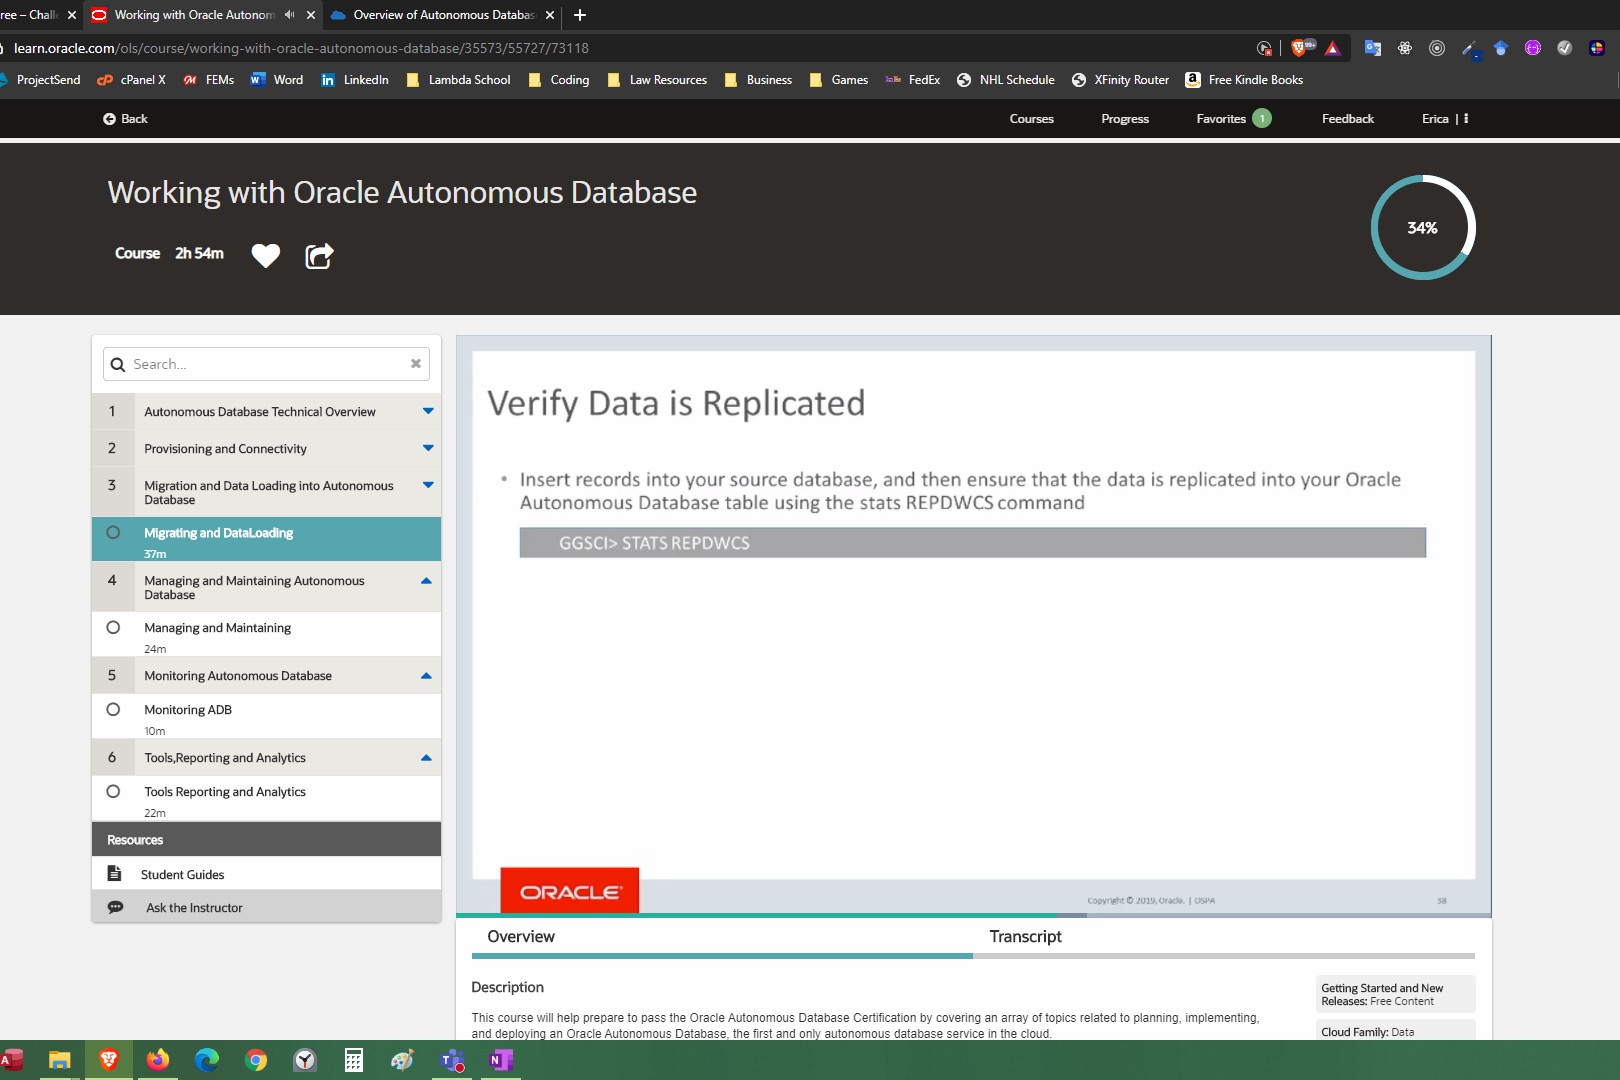 ree – Chall
Working with Oracle Autonom
Overview of Autonomous Databas
learn.oracle.com/ols/course/working-with-oracle-autonomous-database/35573/55727/73118
99+
ProjectSend
cPanel X
FEMs
Word
LinkedIn
Lambda School
Coding
Law Resources
Business
Games
FedEx
NHL Schedule
XFinity Router
Free Kindle Books
Back
Courses
Progress
Favorites 1
Feedback
Erica |
Working with Oracle Autonomous Database
Course 2h 54m
34%
Search...
1 Autonomous Database Technical Overview
2 Provisioning and Connectivity
3 Migration and Data Loading into Autonomous
Database
Migrating and DataLoading
37m
4 Managing and Maintaining Autonomous
Database
Managing and Maintaining
24m
5 Monitoring Autonomous Database
Monitoring ADB
10m
6 Tools,Reporting and Analytics
Tools Reporting and Analytics
22m
Resources
Student Guides
Ask the Instructor
Verify Data is Replicated
• Insert records into your source database, and then ensure that the data is replicated into your Oracle
Autonomous Database table using the stats REPDWCS command
GGSCI> STATS REPDWCS
ORACLE
Copyright © 2019, Oracle. | OSPA
38
Overview
Transcript
Description
This course will help prepare to pass the Oracle Autonomous Database Certification by covering an array of topics related to planning, implementing,
and deploying an Oracle Autonomous Database, the first and only autonomous database service in the cloud.
Getting Started and New
Releases: Free Content
Cloud Family: Data